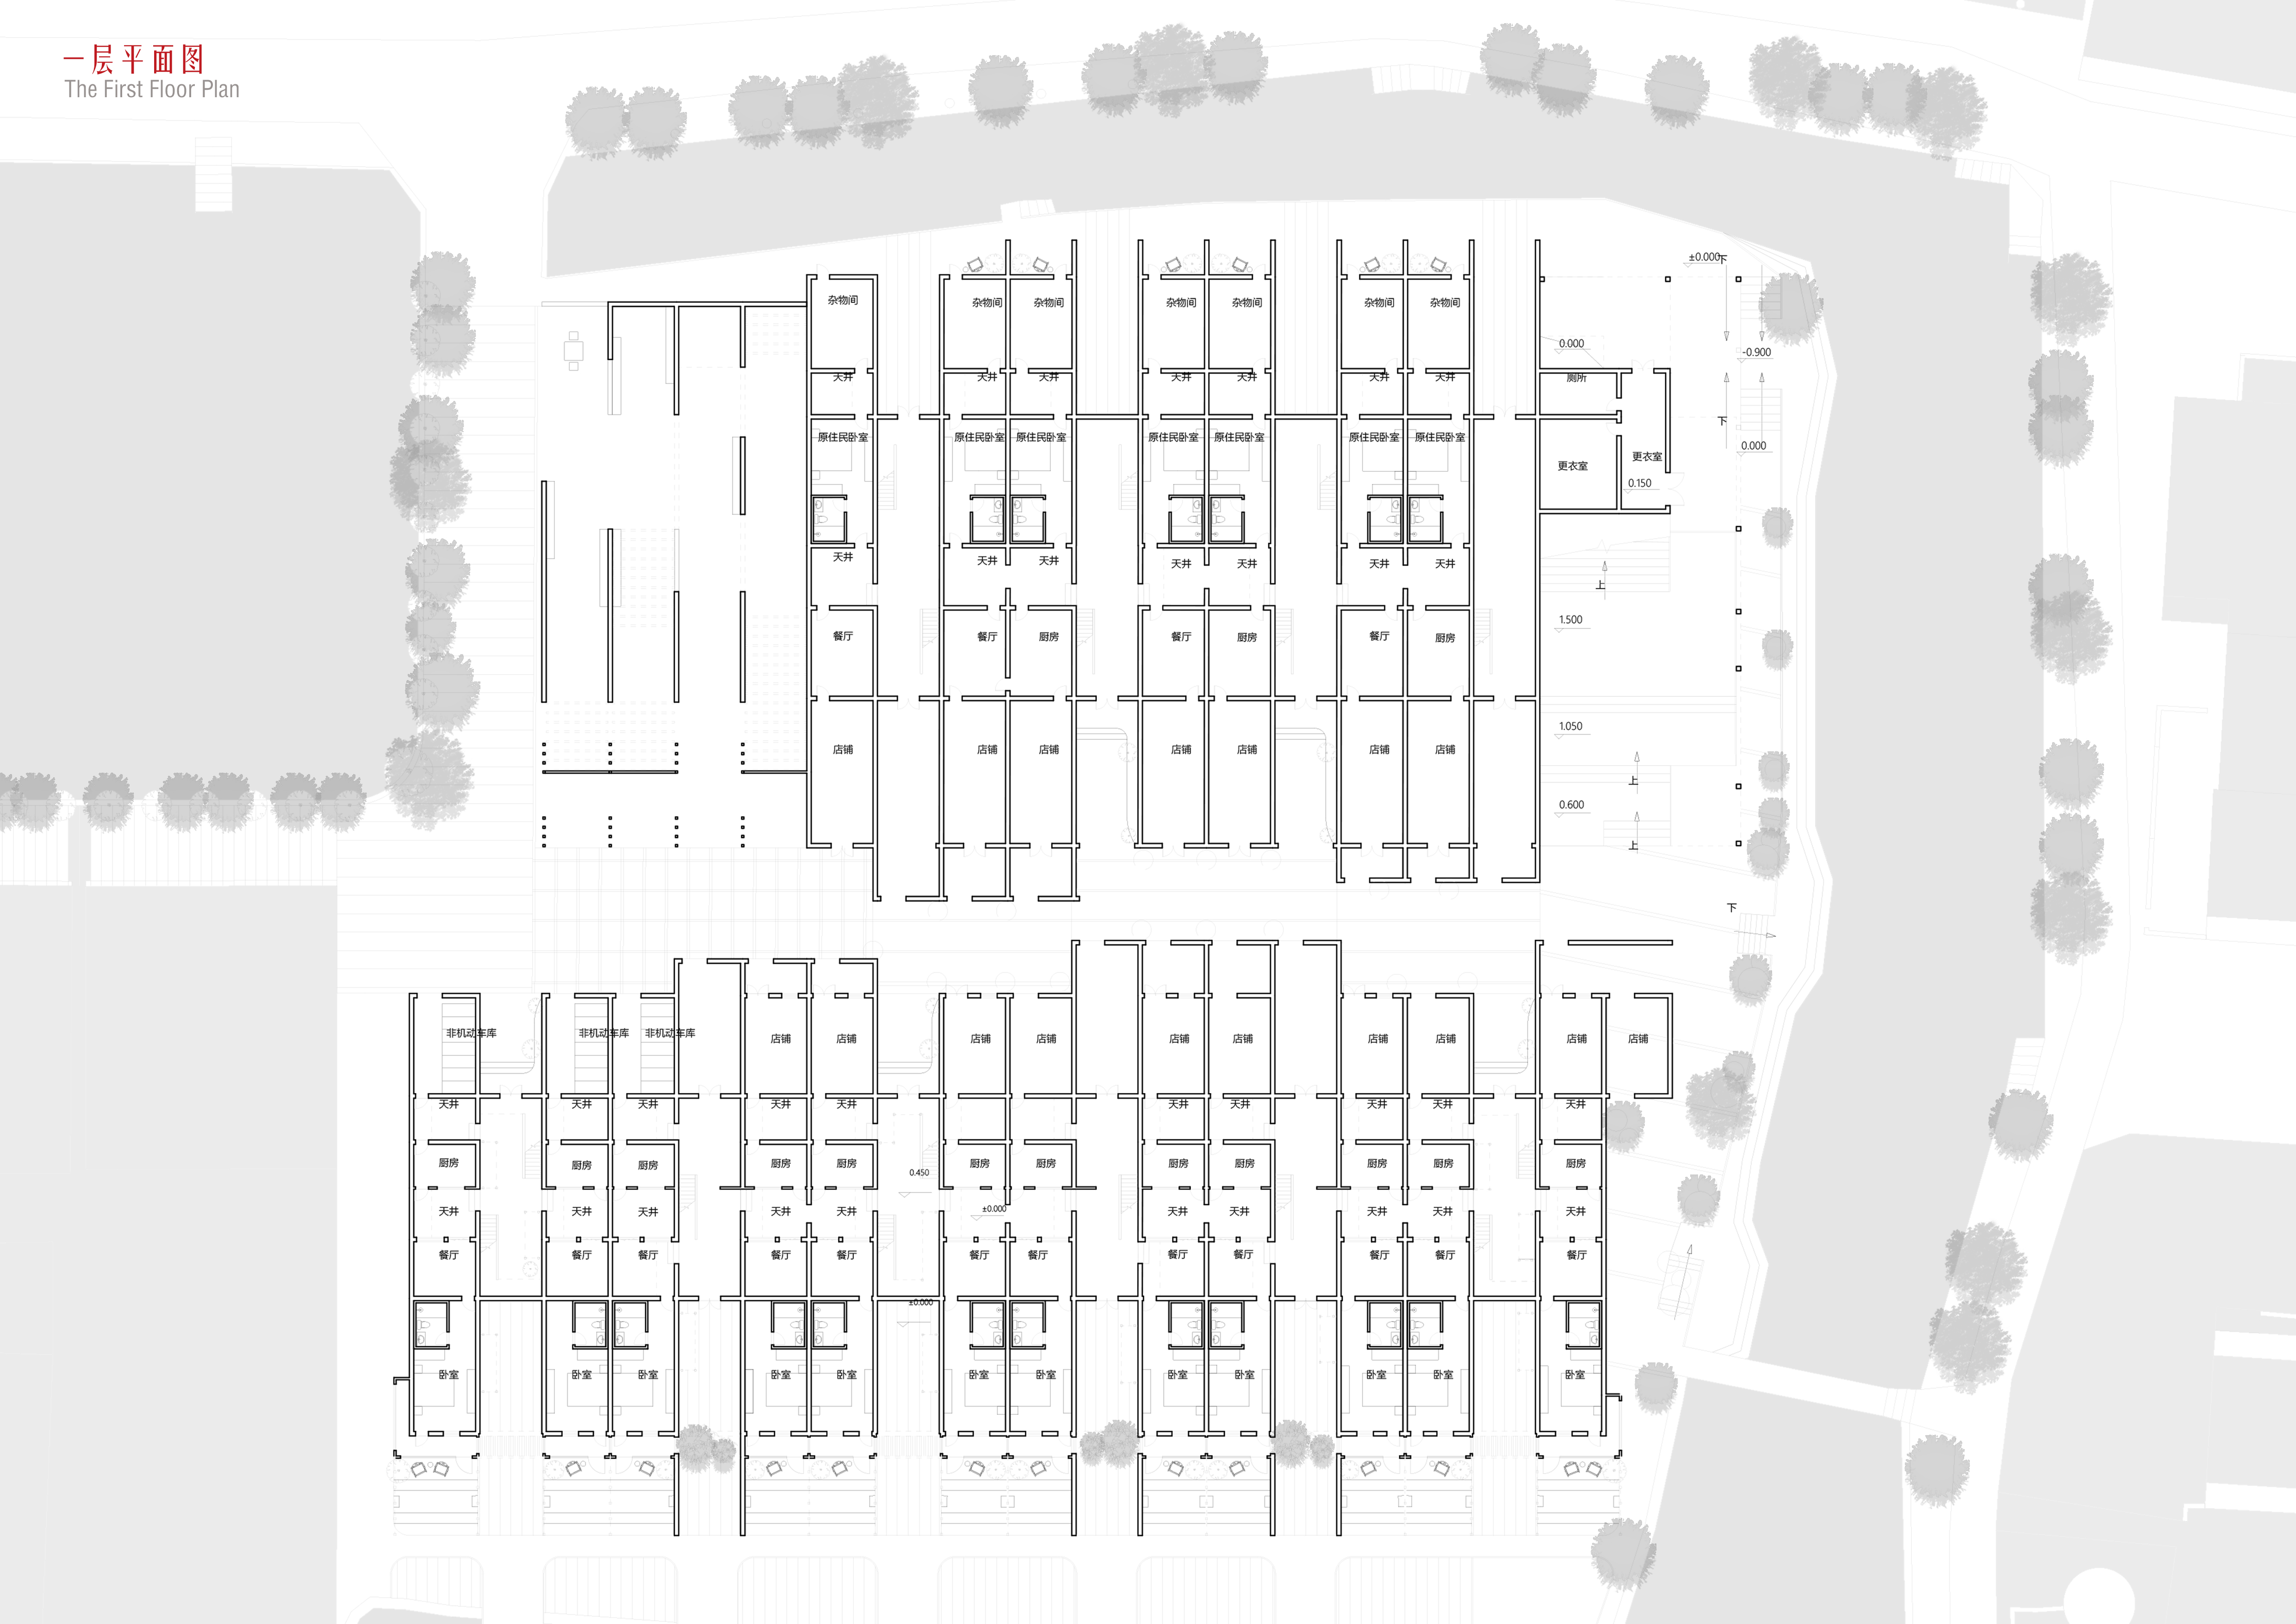 一层平面图
The First Floor Plan
±0.000 下
杂物间 杂物间 杂物间 杂物间 杂物间 杂物间 杂物间
0.000
-0.900
天井 天井 天井 天井 天井 天井 天井 厕所
下
原住民卧室 原住民卧室 原住民卧室 原住民卧室 原住民卧室 原住民卧室 原住民卧室
0.000
更衣室 更衣室
0.150
天井 天井 天井 天井 天井 天井 天井
上
1.500
餐厅 餐厅 厨房 餐厅 厨房 餐厅 厨房
1.050
店铺 店铺 店铺 店铺 店铺 店铺 店铺
上
0.600
上
下
非机动车库 非机动车库 非机动车库 店铺 店铺 店铺 店铺 店铺 店铺 店铺 店铺 店铺 店铺
天井 天井 天井 天井 天井 天井 天井 天井 天井 天井
厨房 厨房 厨房 厨房 厨房 厨房 厨房 厨房 厨房 厨房 厨房 厨房
0.450
天井 天井 天井 天井 天井 ±0.000 天井 天井 天井 天井 天井
餐厅 餐厅 餐厅 餐厅 餐厅 餐厅 餐厅 餐厅 餐厅 餐厅 餐厅 餐厅
±0.000
卧室 卧室 卧室 卧室 卧室 卧室 卧室 卧室 卧室 卧室 卧室 卧室